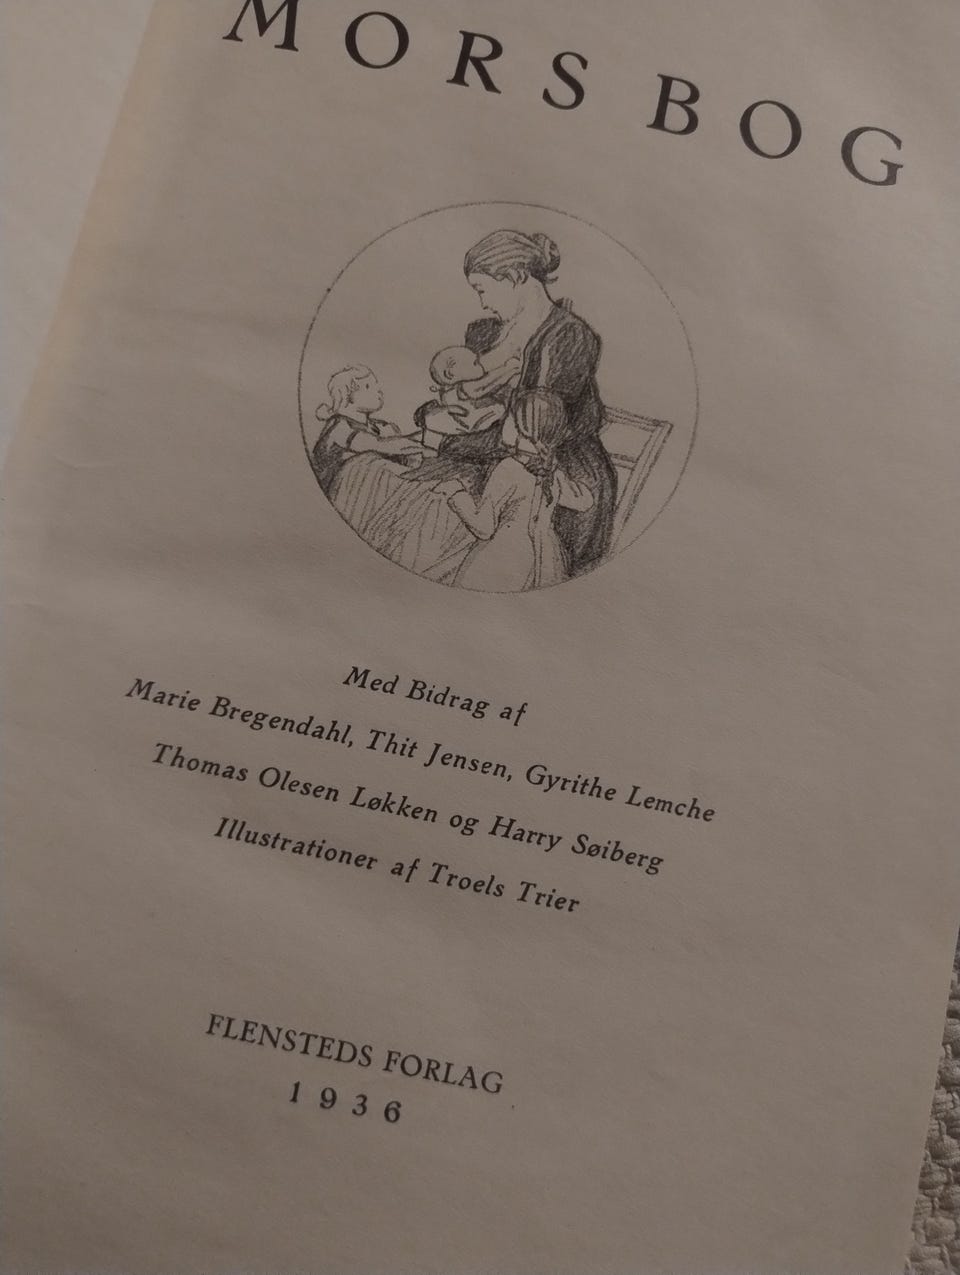 MORS BOG
Med Bidrag af
Marie Bregendahl, Thit Jensen, Gyrithe Lemche
Thomas Olesen Løkken og Harry Søiberg
Illustrationer af Troels Trier
FLENSTEDS FORLAG
1936